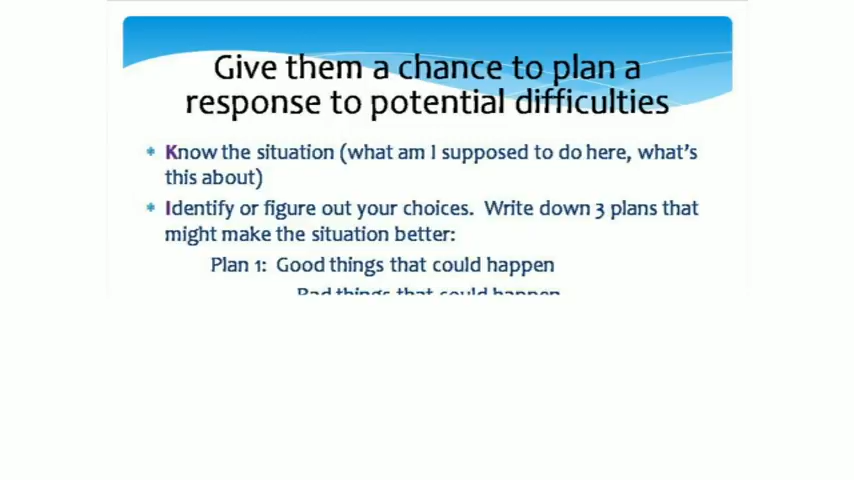 Give them a chance to plan a
response to potential difficulties
* Know the situation (what am I supposed to do here, what's
this about)
* Identify or figure out your choices. Write down 3 plans that
might make the situation better:
Plan 1: Good things that could happen
Bad things that could happen